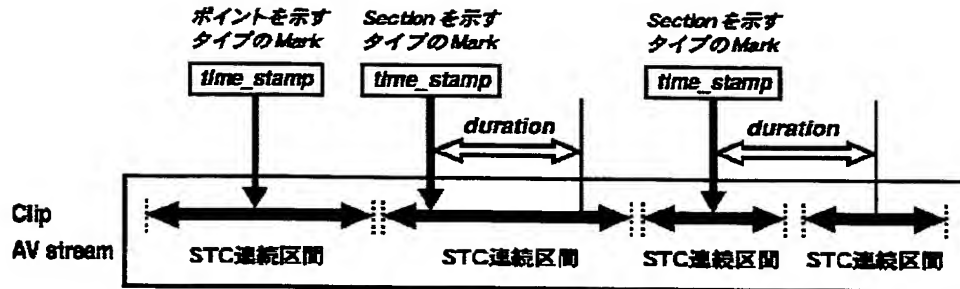 ポイントを示す
タイプのMark
time_stamp
Sectionを示す
タイプのMark
time_stamp
duration
Sectionを示す
タイプのMark
time_stamp
duration
Clip
AV stream
STC連続区間
STC連続区間
STC連続区間
STC連続区間